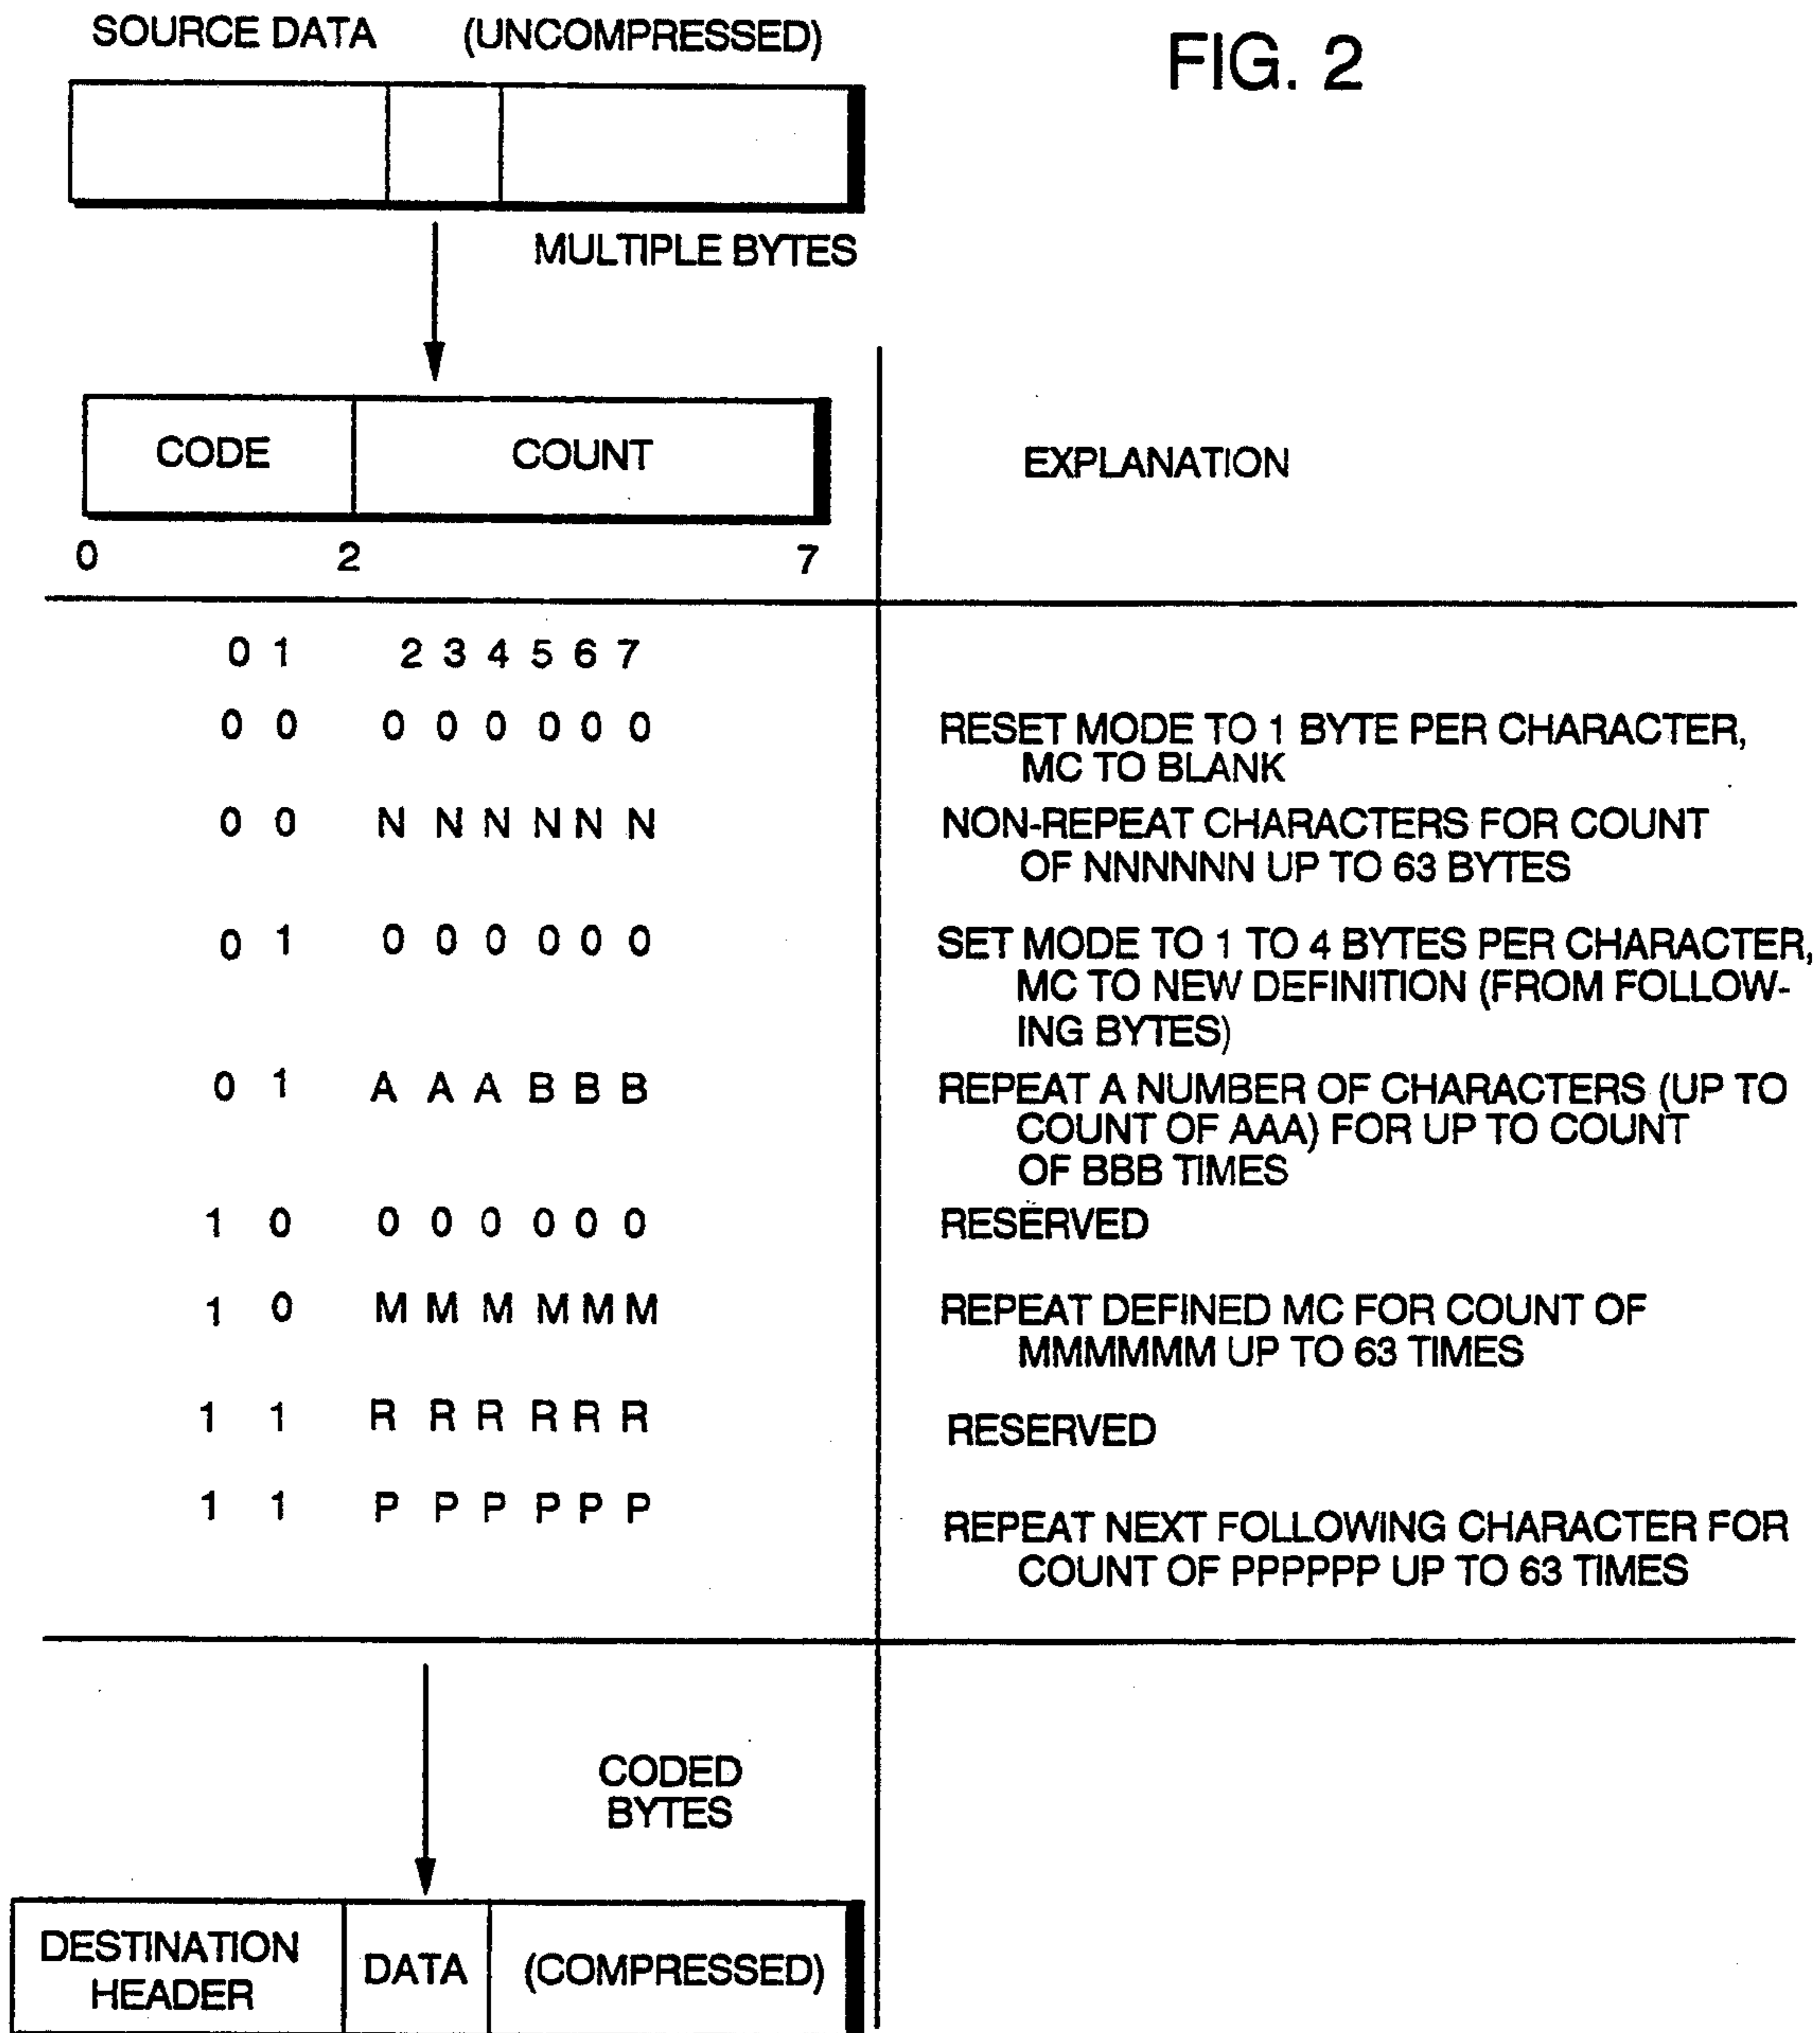 SOURCE DATA (UNCOMPRESSED)
FIG. 2
MULTIPLE BYTES
CODE COUNT
EXPLANATION
0 2 7
0 1 2 3 4 5 6 7
0 0 0 0 0 0 0 0 RESET MODE TO 1 BYTE PER CHARACTER,
MC TO BLANK
0 0 N N N N N N NON-REPEAT CHARACTERS FOR COUNT
OF NNNNNN UP TO 63 BYTES
0 1 0 0 0 0 0 0 SET MODE TO 1 TO 4 BYTES PER CHARACTER,
MC TO NEW DEFINITION (FROM FOLLOW-
ING BYTES)
0 1 A A A B B B REPEAT A NUMBER OF CHARACTERS (UP TO
COUNT OF AAA) FOR UP TO COUNT
OF BBB TIMES
1 0 0 0 0 0 0 0 RESERVED
1 0 M M M M M M REPEAT DEFINED MC FOR COUNT OF
MMMMMM UP TO 63 TIMES
1 1 R R R R R R RESERVED
1 1 P P P P P P REPEAT NEXT FOLLOWING CHARACTER FOR
COUNT OF PPPPPP UP TO 63 TIMES
CODED
BYTES
DESTINATION
HEADER
DATA
(COMPRESSED)